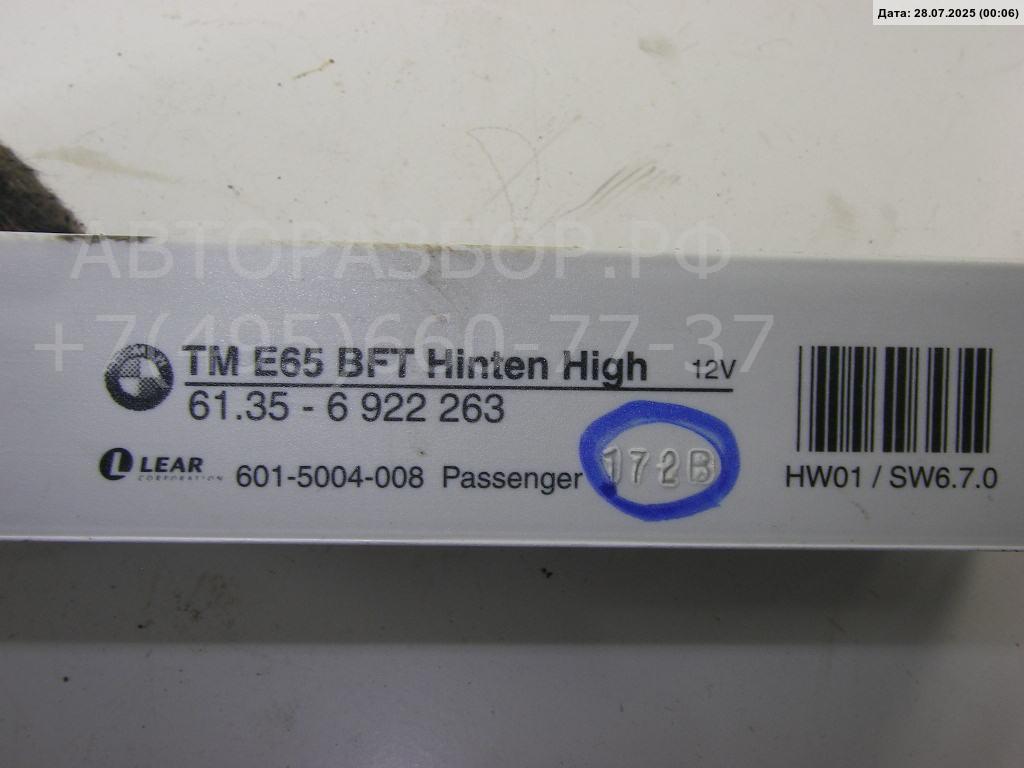 Дата: 28.07.2025 (00:06)
АВТОРАЗБОР.РФ
+7(495)660-77-37
TM E65 BFT Hinten High 12V
61.35 - 6 922 263
LEAR CORPORATION 601-5004-008 Passenger 172B
HW01 / SW6.7.0